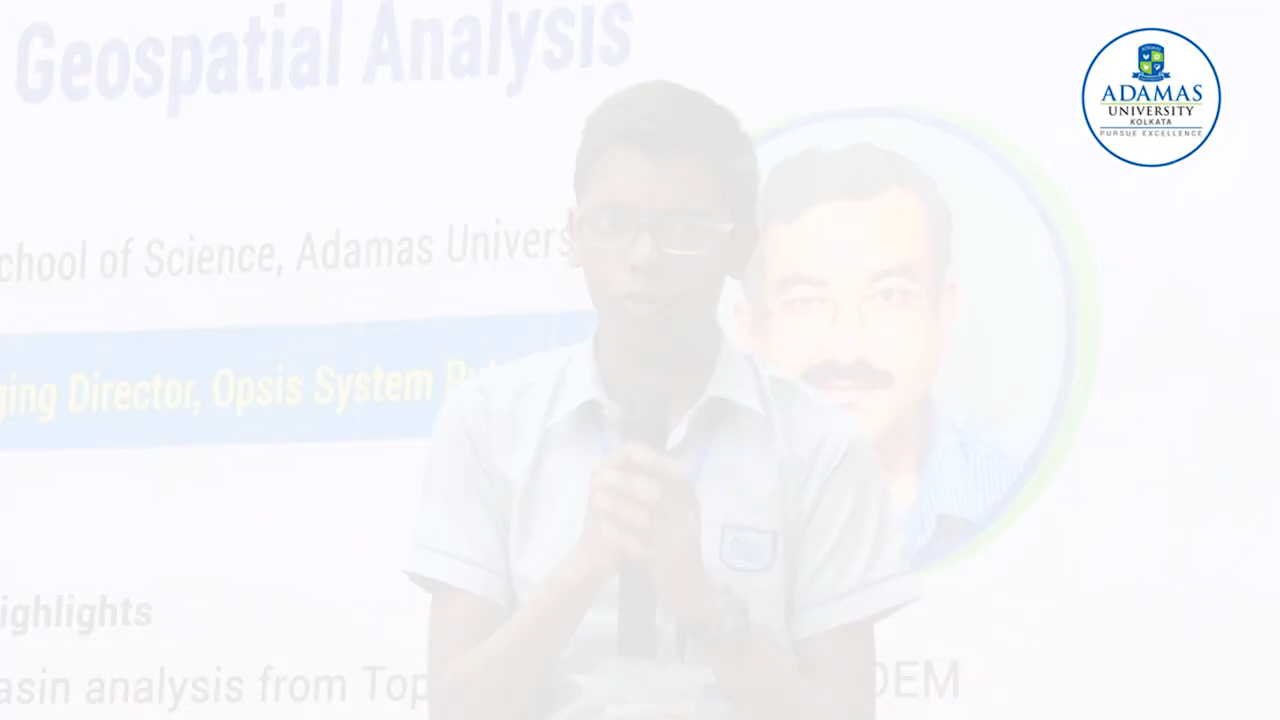 Geospatial Analysis
ADAMAS
UNIVERSITY
KOLKATA
PURSUE EXCELLENCE
chool of Science, Adamas Univers
ging Director, Opsis System
ighlights
asin analysis from Top
DEM